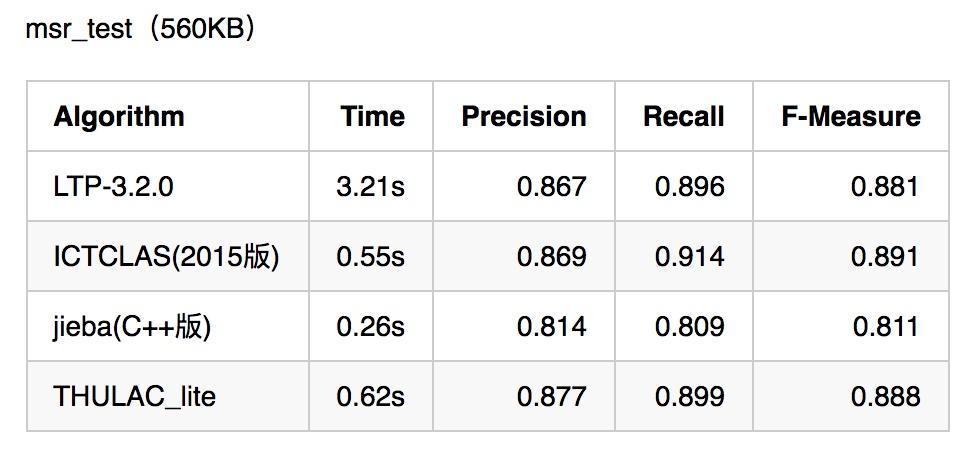 msr_test（560KB）
Algorithm Time Precision Recall F-Measure
LTP-3.2.0 3.21s 0.867 0.896 0.881
ICTCLAS(2015版) 0.55s 0.869 0.914 0.891
jieba(C++版) 0.26s 0.814 0.809 0.811
THULAC_lite 0.62s 0.877 0.899 0.888